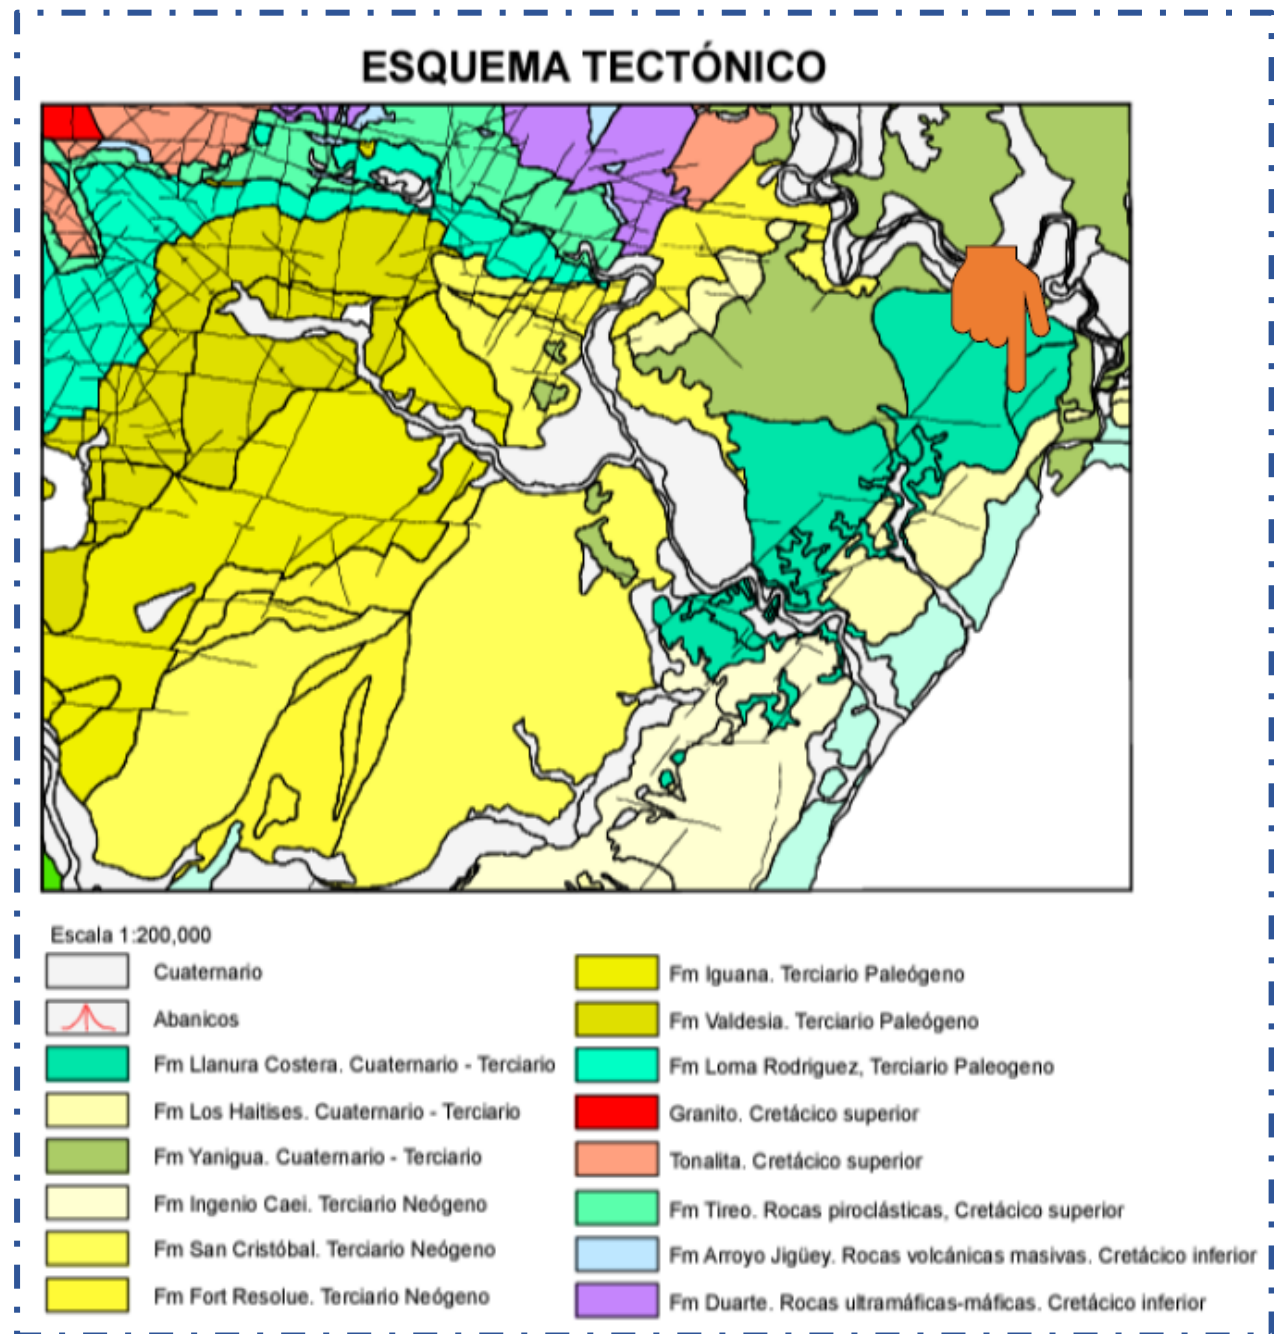 ESQUEMA TECTÓNICO
Escala 1:200,000
Cuaternario
Abanicos
Fm Llanura Costera. Cuaternario - Terciario
Fm Los Haitises. Cuaternario - Terciario
Fm Yanigua. Cuaternario - Terciario
Fm Ingenio Caei. Terciario Neógeno
Fm San Cristóbal. Terciario Neógeno
Fm Fort Resolue. Terciario Neógeno
Fm Iguana. Terciario Paleógeno
Fm Valdesia. Terciario Paleógeno
Fm Loma Rodriguez, Terciario Paleogeno
Granito. Cretácico superior
Tonalita. Cretácico superior
Fm Tireo. Rocas piroclásticas, Cretácico superior
Fm Arroyo Jigüey. Rocas volcánicas masivas. Cretácico inferior
Fm Duarte. Rocas ultramáficas-máficas. Cretácico inferior